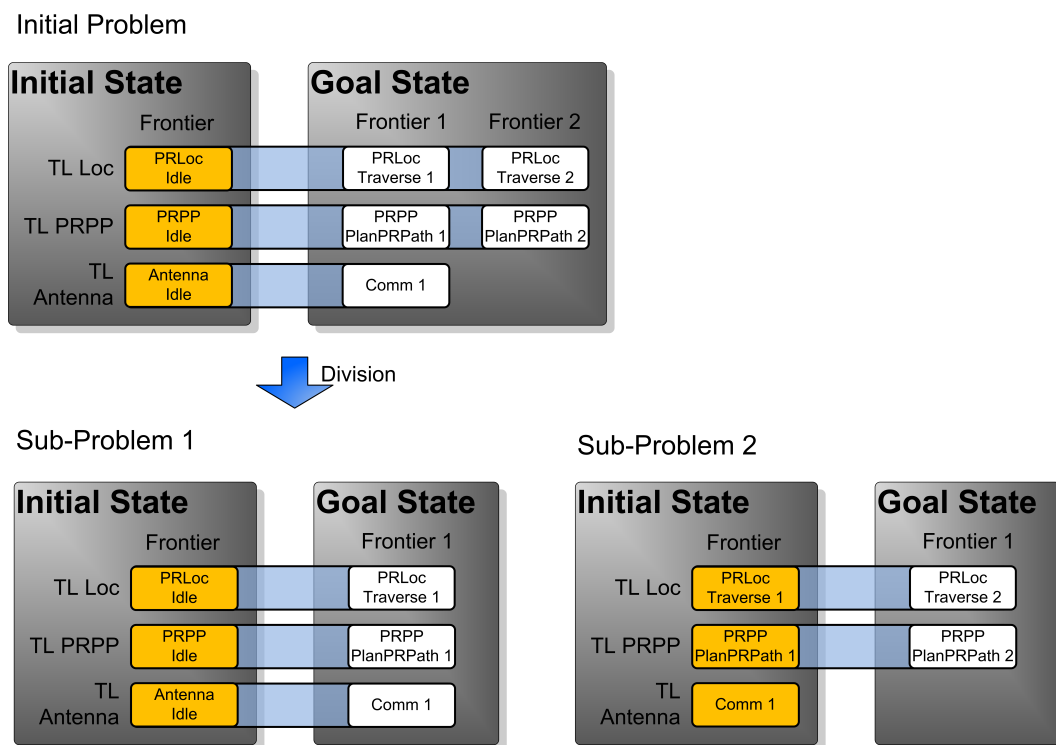 Initial Problem
Initial State
Goal State
Frontier
Frontier 1
Frontier 2
TL Loc
PRLoc
Idle
PRLoc
Traverse 1
PRLoc
Traverse 2
TL PRPP
PRPP
Idle
PRPP
PlanPRPath 1
PRPP
PlanPRPath 2
TL
Antenna
Antenna
Idle
Comm 1
Division
Sub-Problem 1
Initial State
Goal State
Frontier
Frontier 1
TL Loc
PRLoc
Idle
PRLoc
Traverse 1
TL PRPP
PRPP
Idle
PRPP
PlanPRPath 1
TL
Antenna
Antenna
Idle
Comm 1
Sub-Problem 2
Initial State
Goal State
Frontier
Frontier 1
TL Loc
PRLoc
Traverse 1
PRLoc
Traverse 2
TL PRPP
PRPP
PlanPRPath 1
PRPP
PlanPRPath 2
TL
Antenna
Comm 1